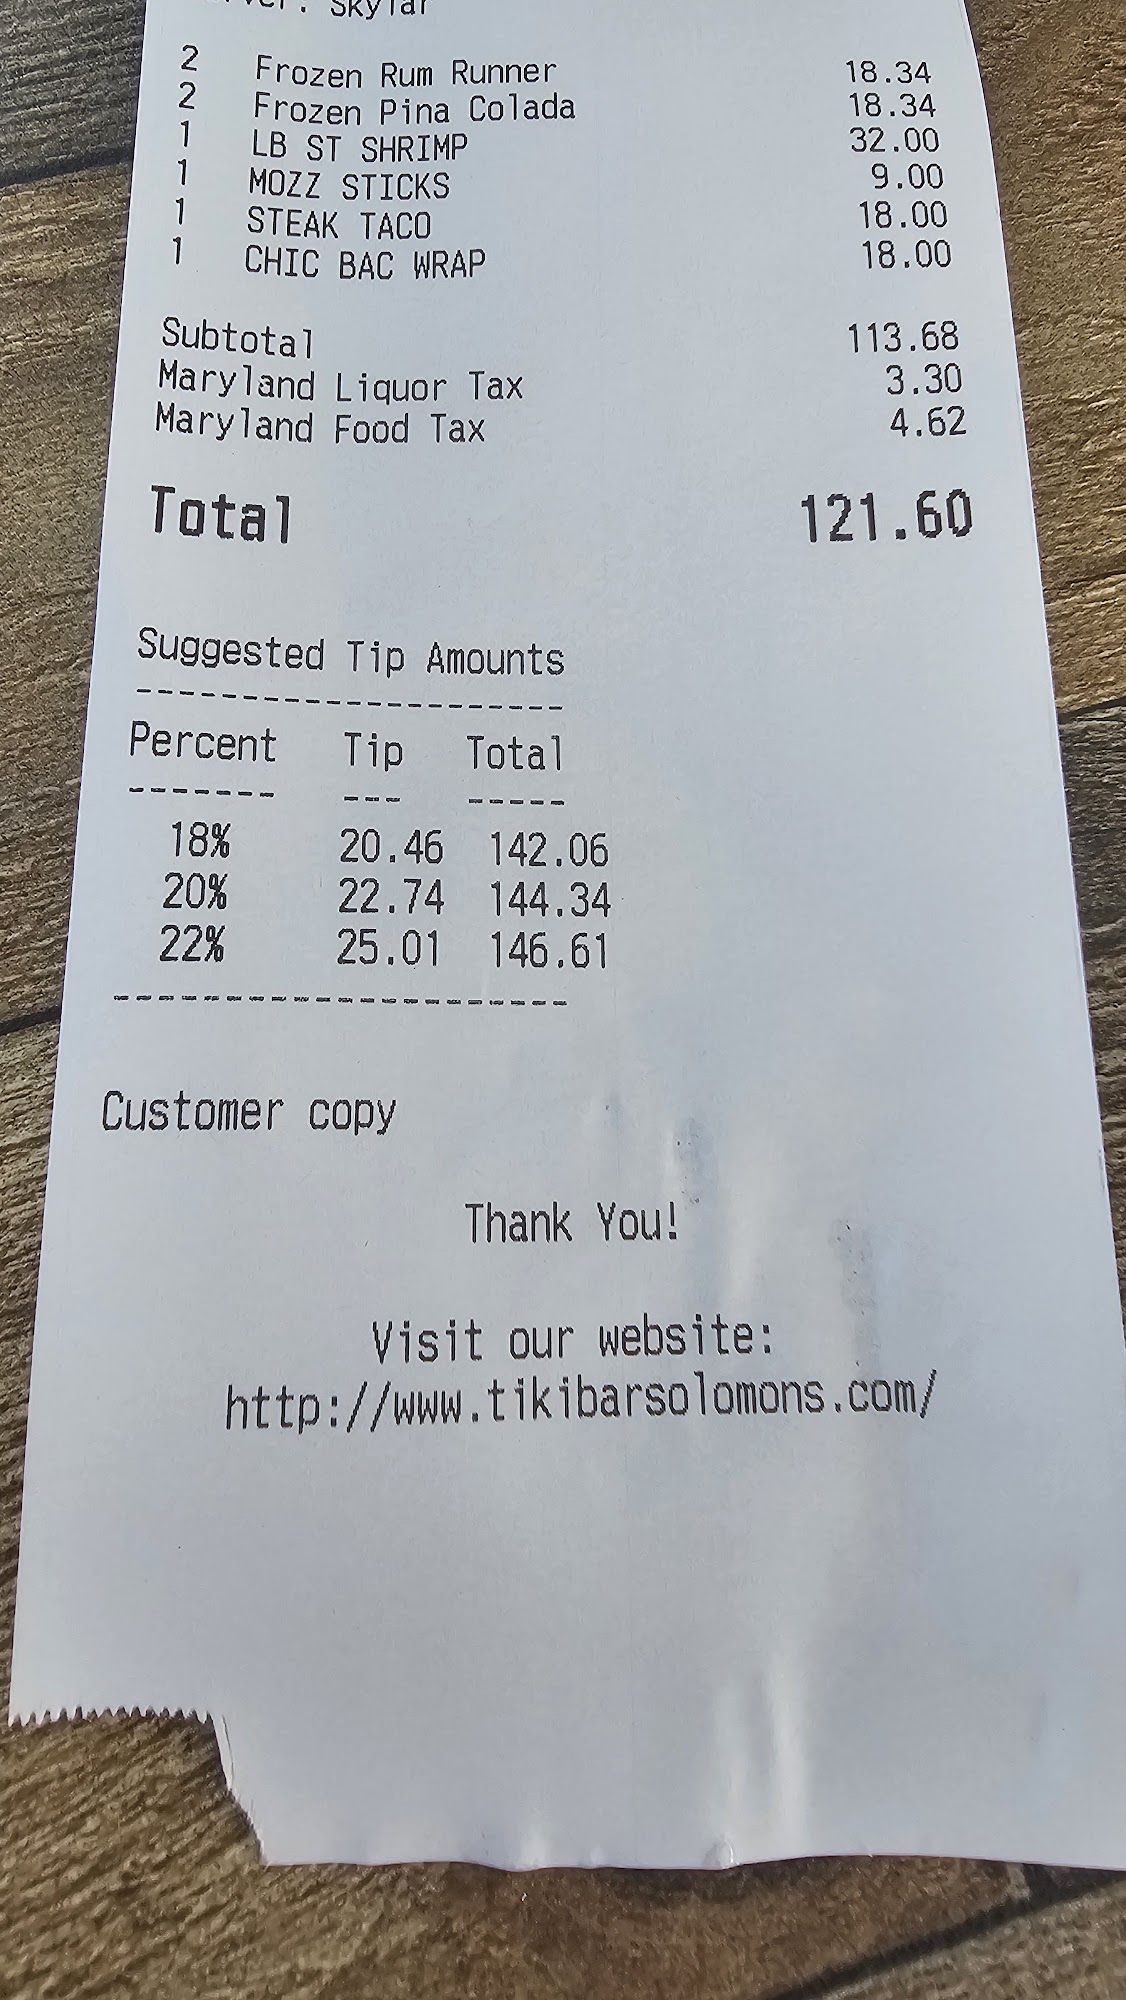 Skylar
2 Frozen Rum Runner 18.34
2 Frozen Pina Colada 18.34
1 LB ST SHRIMP 32.00
1 MOZZ STICKS 9.00
1 STEAK TACO 18.00
1 CHIC BAC WRAP 18.00
Subtotal 113.68
Maryland Liquor Tax 3.30
Maryland Food Tax 4.62
Total 121.60
Suggested Tip Amounts
---------------------
Percent Tip Total
------- --- -----
18% 20.46 142.06
20% 22.74 144.34
22% 25.01 146.61
---------------------
Customer copy
Thank You!
Visit our website:
http://www.tikibarsolomons.com/